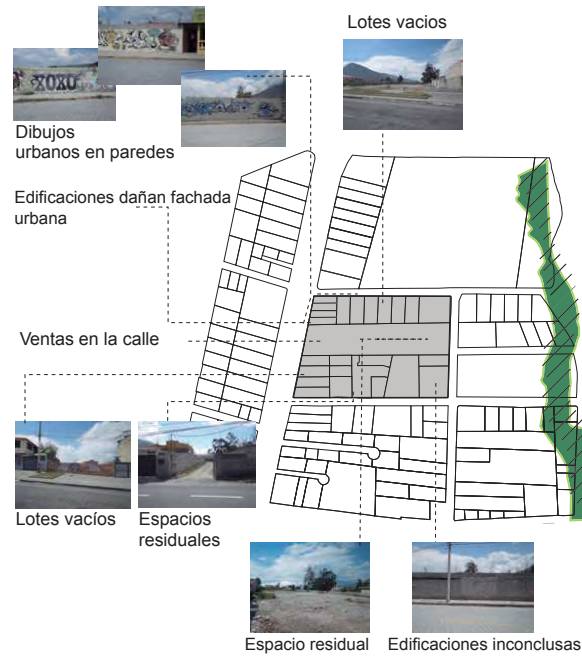 Lotes vacios
XOXO
Dibujos
urbanos en paredes
Edificaciones dañan fachada
urbana
Ventas en la calle
Lotes vacíos
Espacios
residuales
Espacio residual
Edificaciones inconclusas